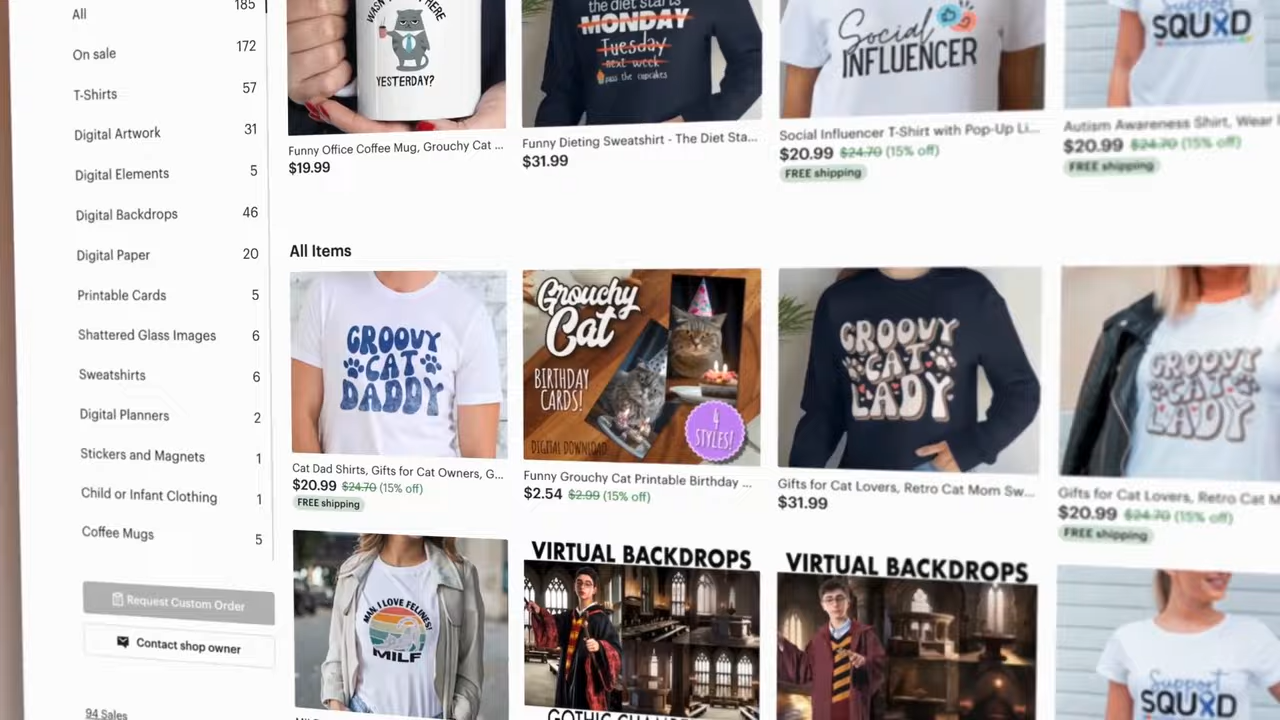 All 185
On sale 172
T-Shirts 57
Digital Artwork 31
Digital Elements 5
Digital Backdrops 46
Digital Paper 20
Printable Cards 5
Shattered Glass Images 6
Sweatshirts 6
Digital Planners 2
Stickers and Magnets 1
Child or Infant Clothing 1
Coffee Mugs 5
Request Custom Order
Contact shop owner
94 Sales
YESTERDAY?
Funny Office Coffee Mug, Grouchy Cat ...
$19.99
the diet starts
MONDAY
Tuesday
next week
pass the cupcakes
Funny Dieting Sweatshirt - The Diet Sta...
$31.99
Social
INFLUENCER
Social Influencer T-Shirt with Pop-Up Li...
$20.99 $24.70 (15% off)
FREE shipping
Support
SQUXD
Autism Awareness Shirt, Wear
$20.99 $24.70 (15% off)
FREE shipping
All Items
GROOVY
CAT
DADDY
Cat Dad Shirts, Gifts for Cat Owners, G...
$20.99 $24.70 (15% off)
FREE shipping
Grouchy
Cat
BIRTHDAY
CARDS!
4
STYLES!
DIGITAL DOWNLOAD
Funny Grouchy Cat Printable Birthday ...
$2.54 $2.99 (15% off)
GROOVY
CAT
LADY
Gifts for Cat Lovers, Retro Cat Mom Sw...
$31.99
GROOVY
CAT
LADY
Gifts for Cat Lovers, Retro Cat M
$20.99 $24.70 (15% off)
FREE shipping
MAN, I LOVE FELINES!
MILF
VIRTUAL BACKDROPS
VIRTUAL BACKDROPS
Support
SQUXD